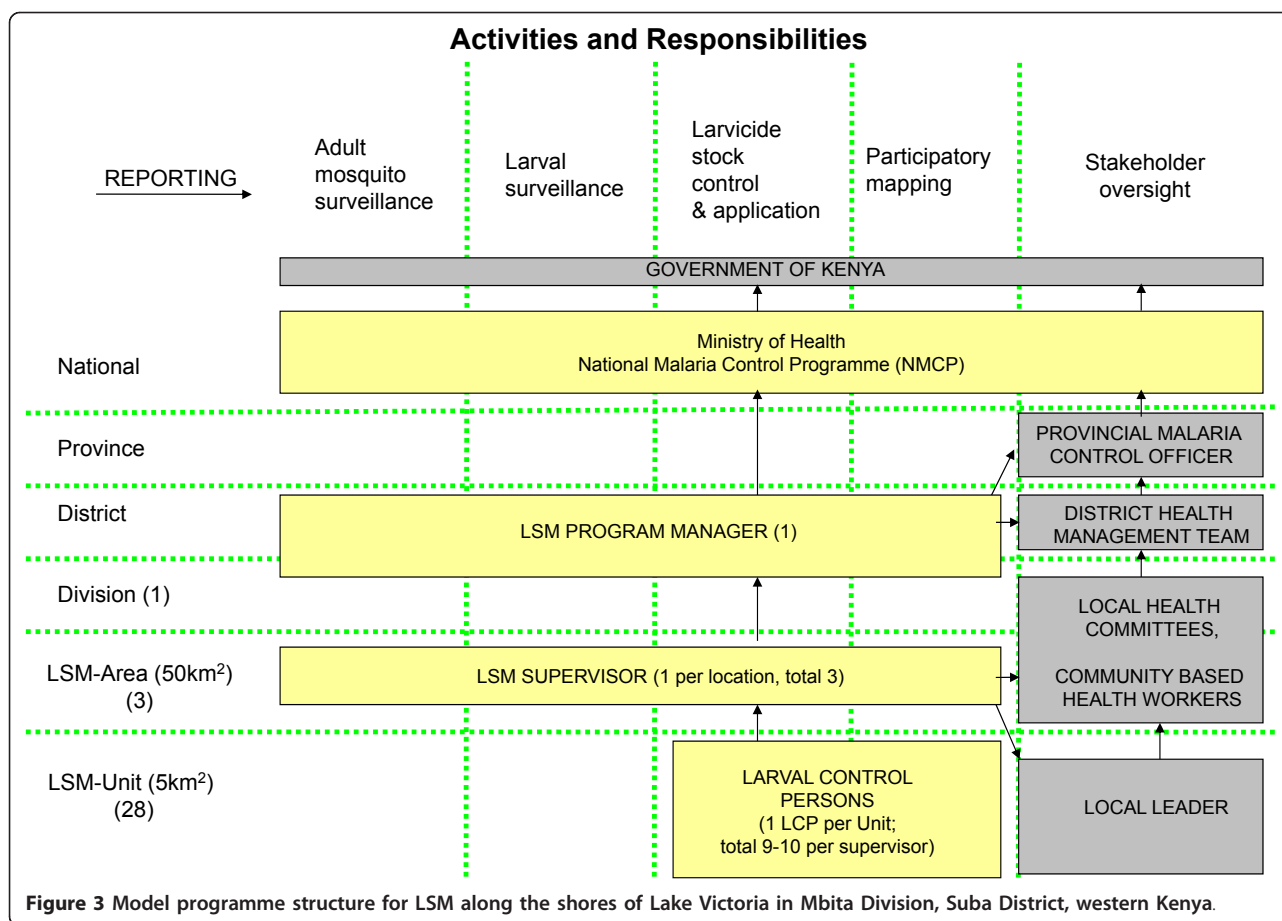 Activities and Responsibilities
REPORTING
Adult
mosquito
surveillance
Larval
surveillance
Larvicide
stock
control
& application
Participatory
mapping
Stakeholder
oversight
GOVERNMENT OF KENYA
National
Ministry of Health
National Malaria Control Programme (NMCP)
Province
PROVINCIAL MALARIA
CONTROL OFFICER
District
LSM PROGRAM MANAGER (1)
DISTRICT HEALTH
MANAGEMENT TEAM
Division (1)
LOCAL HEALTH
COMMITTEES,
COMMUNITY BASED
HEALTH WORKERS
LSM-Area (50km²)
(3)
LSM SUPERVISOR (1 per location, total 3)
LSM-Unit (5km²)
(28)
LARVAL CONTROL
PERSONS
(1 LCP per Unit;
total 9-10 per supervisor)
LOCAL LEADER
Figure 3 Model programme structure for LSM along the shores of Lake Victoria in Mbita Division, Suba District, western Kenya.